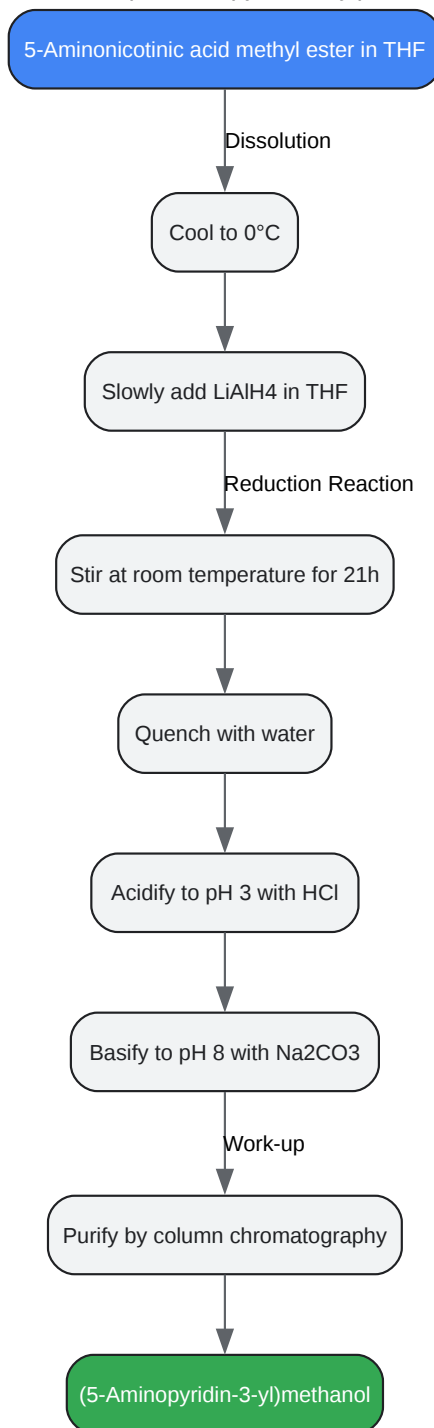 5-Aminonicotinic acid methyl ester in THF
Dissolution
Cool to 0°C
Slowly add LiAlH4 in THF
Reduction Reaction
Stir at room temperature for 21h
Quench with water
Acidify to pH 3 with HCl
Basify to pH 8 with Na2CO3
Work-up
Purify by column chromatography
(5-Aminopyridin-3-yl)methanol